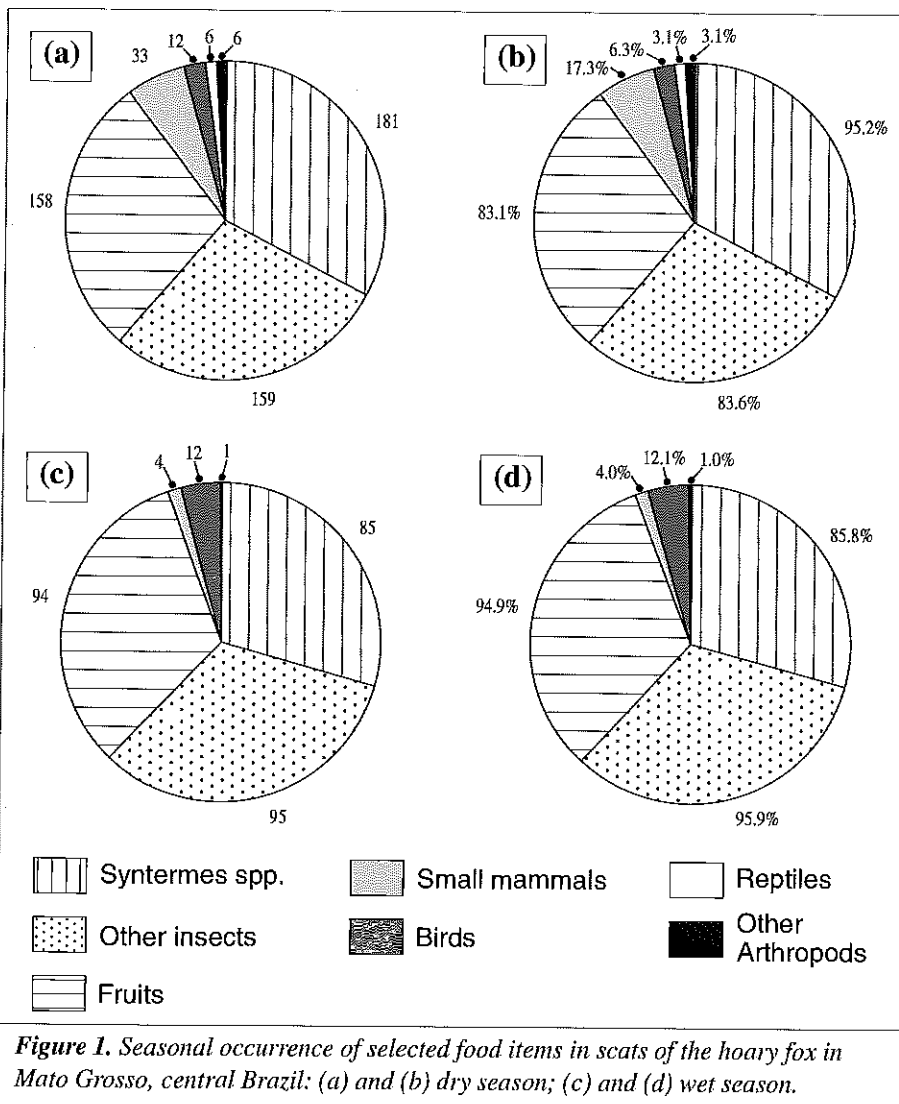 (a)
33
12
6
6
181
158
159
(b)
17.3%
6.3%
3.1%
3.1%
95.2%
83.1%
83.6%
(c)
4
12
1
85
94
95
(d)
4.0%
12.1%
1.0%
85.8%
94.9%
95.9%
Syntermes spp.
Small mammals
Reptiles
Other insects
Birds
Other
Arthropods
Fruits
Figure 1. Seasonal occurrence of selected food items in scats of the hoary fox in
Mato Grosso, central Brazil: (a) and (b) dry season; (c) and (d) wet season.